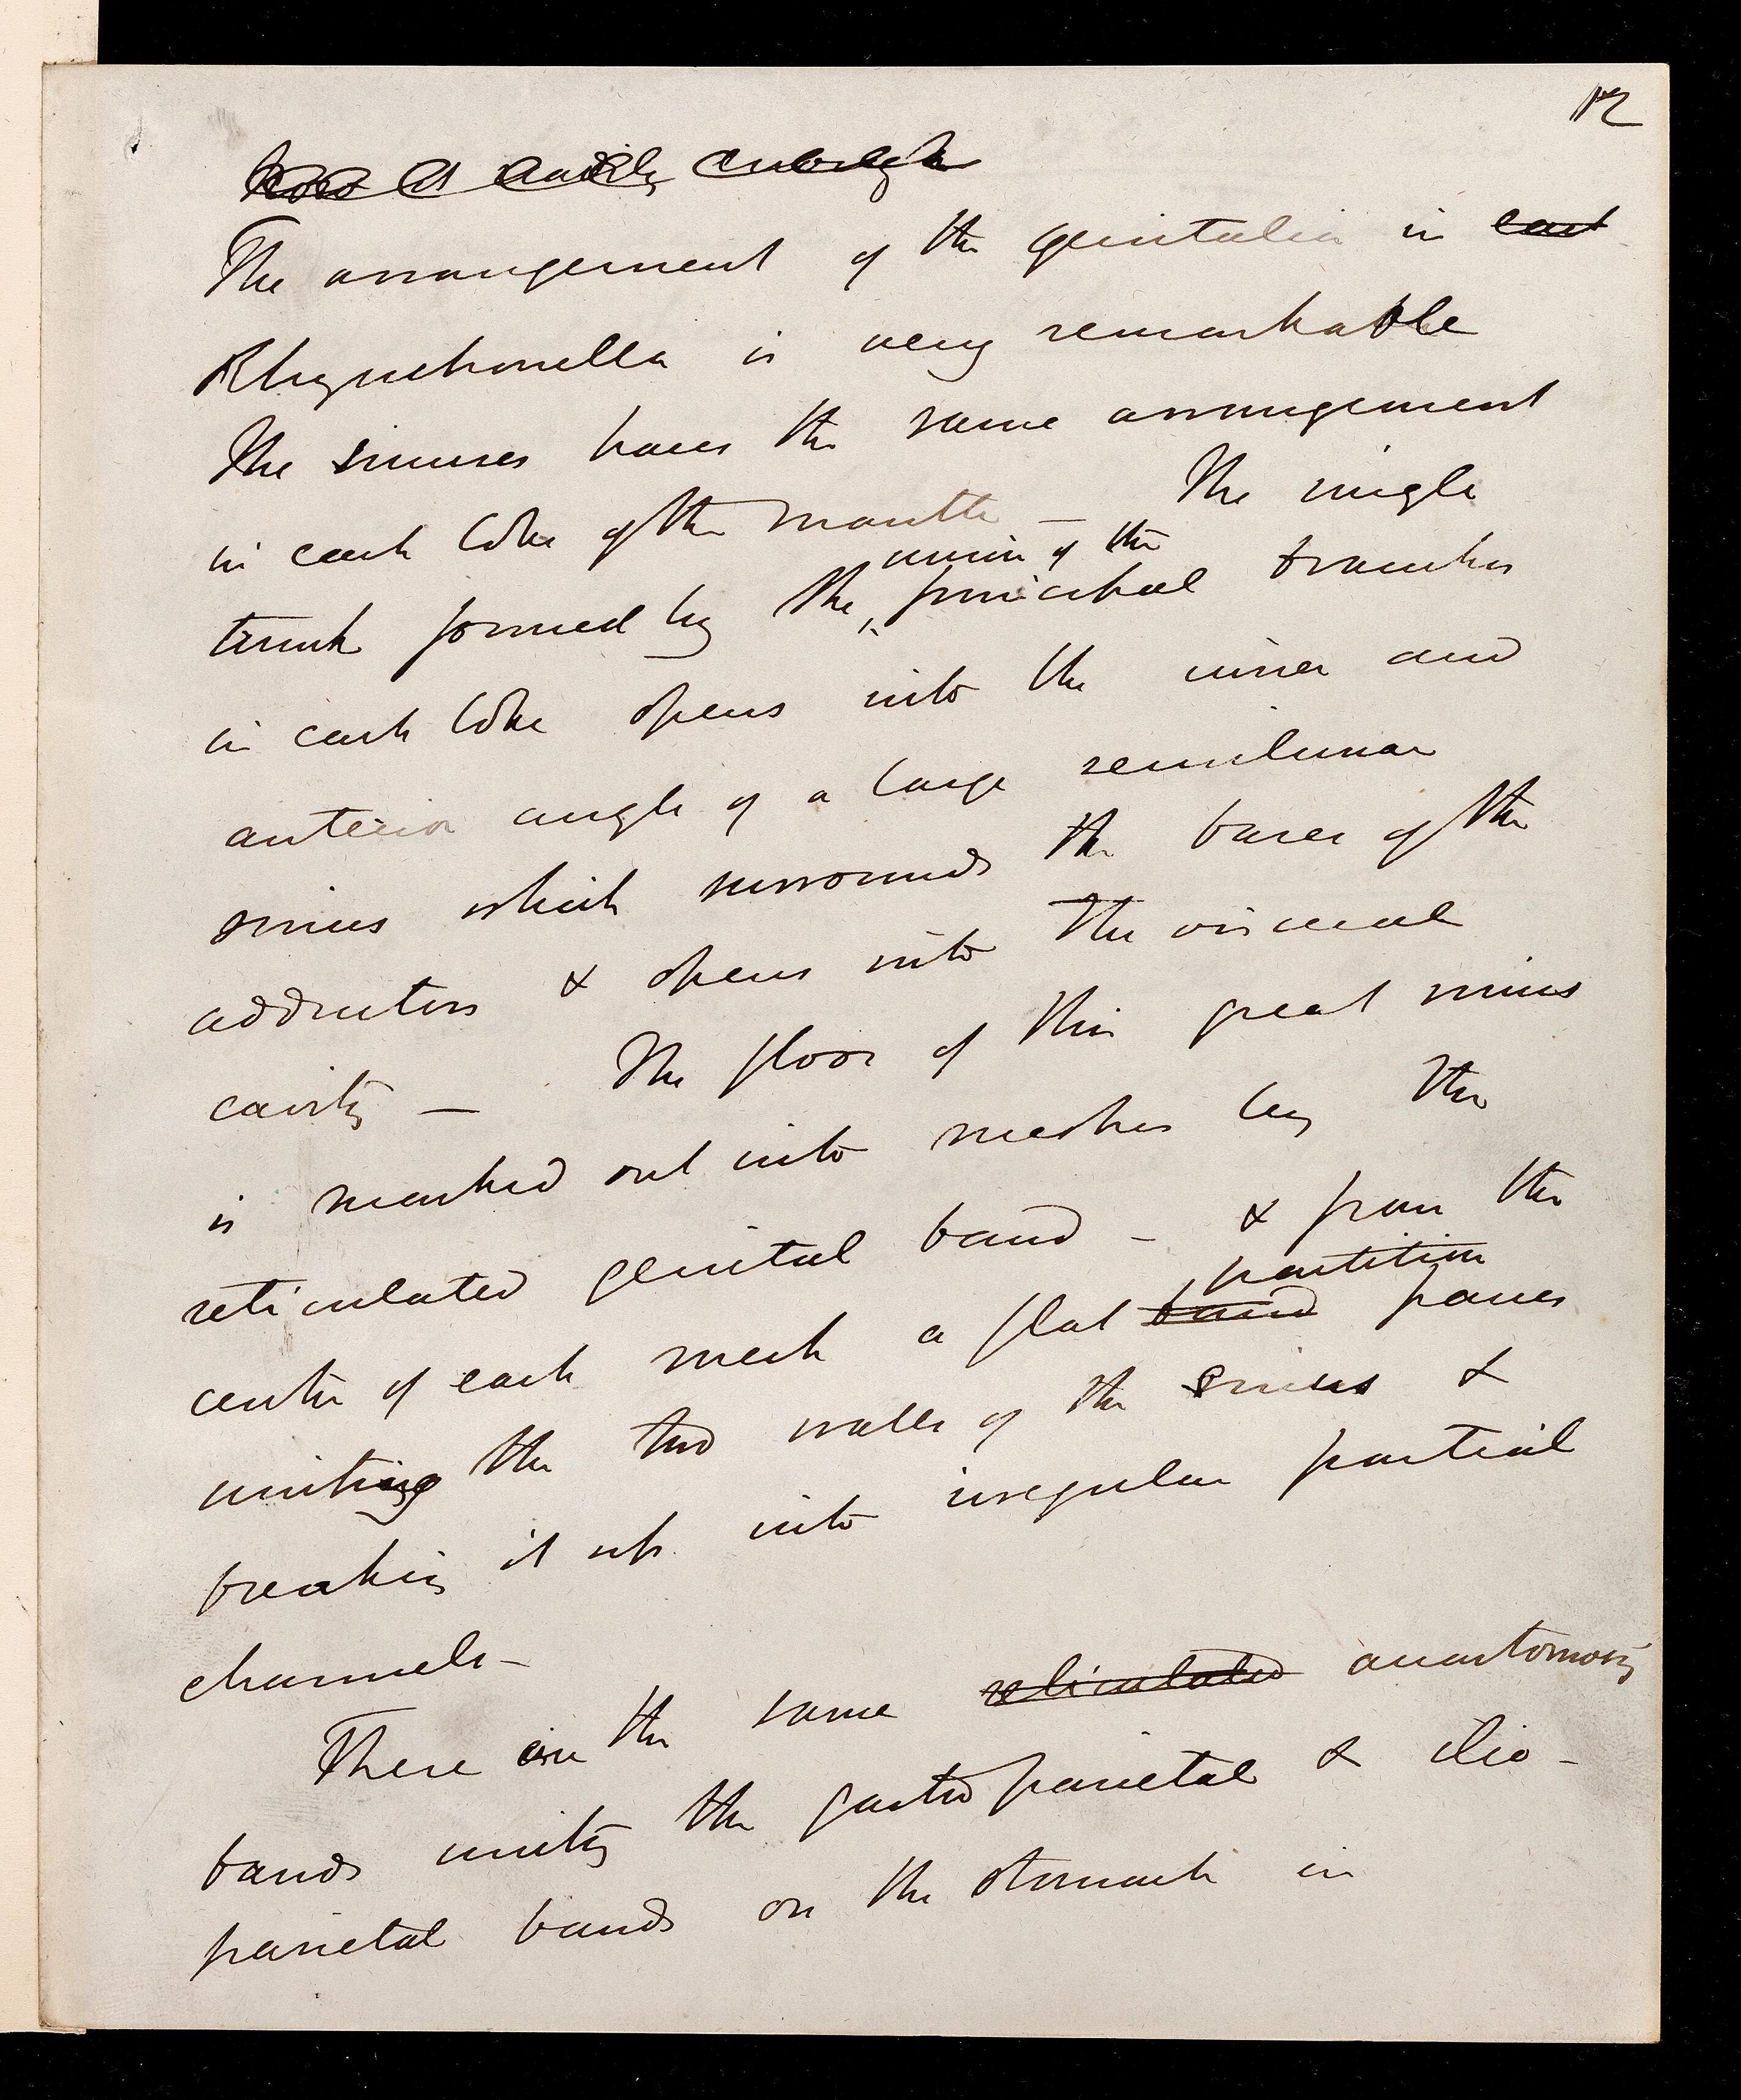 12
The arrangement of the genitalia in each
Rhynchonella is very remarkable
The sinuses have the same arrangement
in each lobe of the mantle — The single
union of the
trunk formed by the principal branches
in each lobe opens into the inner and
anterior angle of a large semilunar
sinus which surrounds the bases of the
adductors & opens into the visceral
cavity — The floor of this great sinus
is marked out into meshes by the
reticulated genital band — & from the
partition
centre of each mesh a flat band passes
uniting the two walls of the sinus &
breaking it up into irregular partial
channels —
There are the same reticulated anastomosing
bands uniting the gastro parietal & ilio-
parietal bands on the stomach in